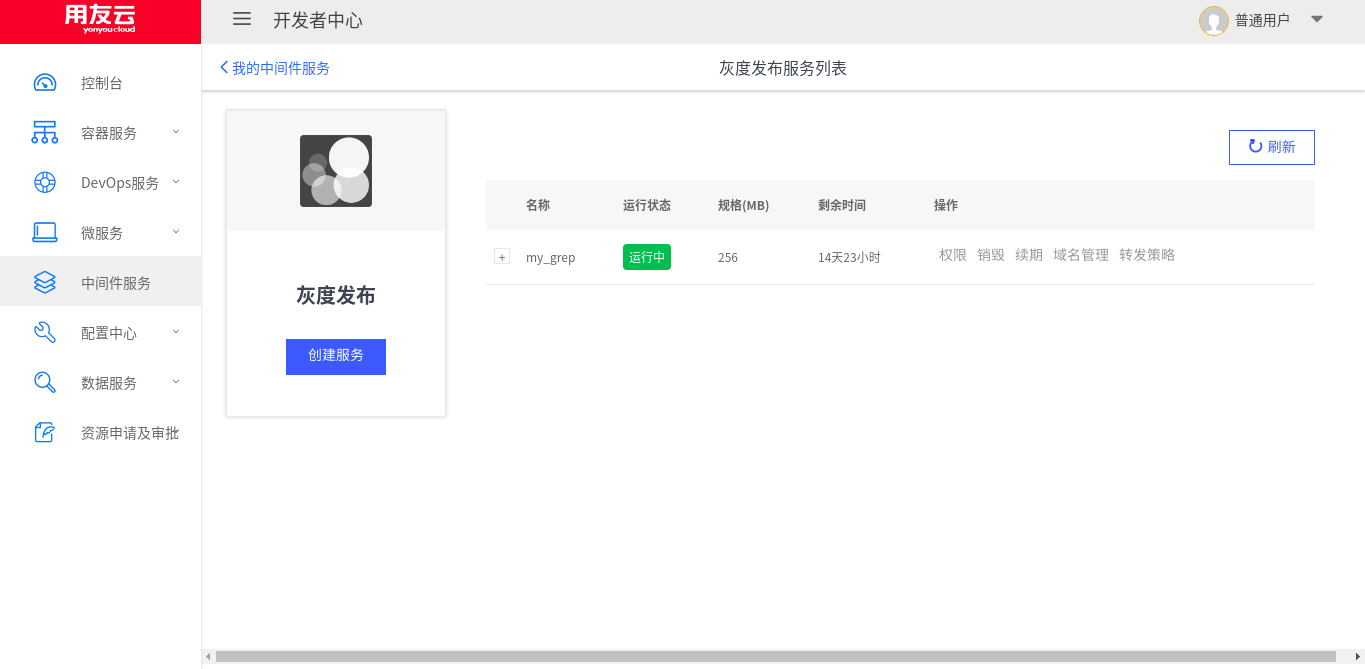 用友云
yonyoucloud
开发者中心
普通用户
控制台
容器服务
DevOps服务
微服务
中间件服务
配置中心
数据服务
资源申请及审批
我的中间件服务
灰度发布服务列表
灰度发布
创建服务
刷新
名称 运行状态 规格(MB) 剩余时间 操作
+ my_grep 运行中 256 14天23小时 权限 销毁 续期 域名管理 转发策略